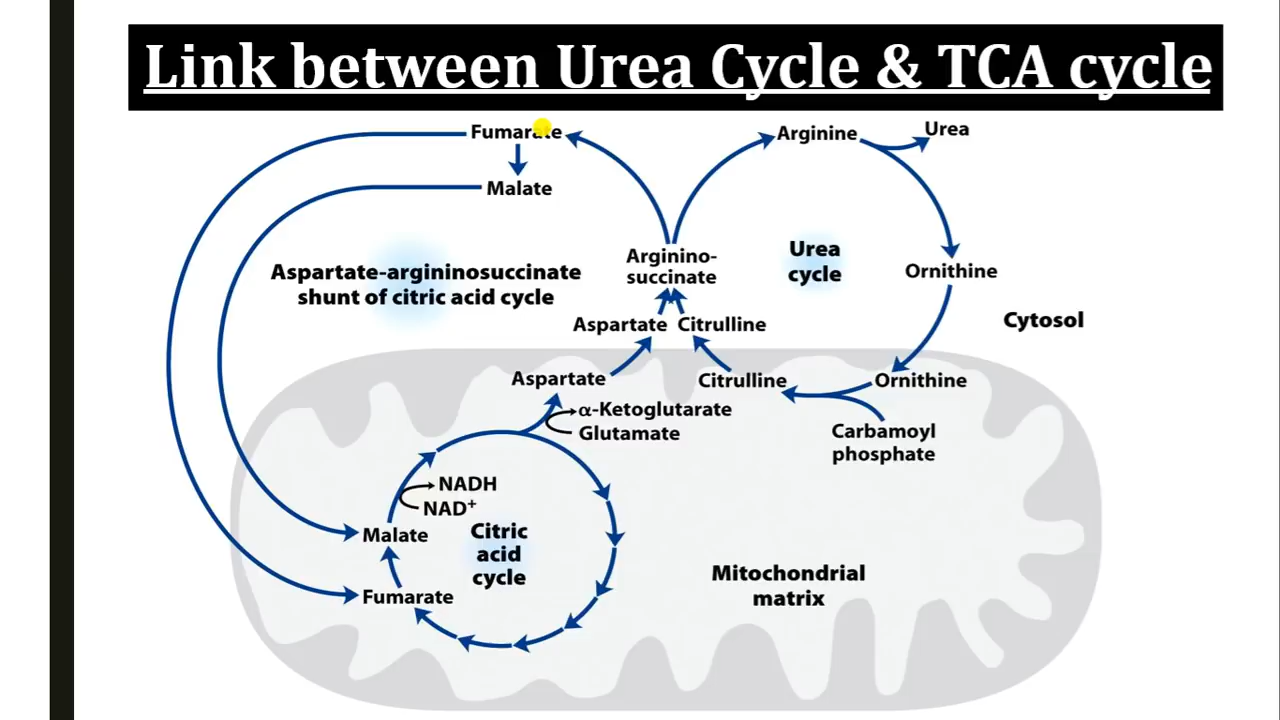 Link between Urea Cycle & TCA cycle
Fumarate
Malate
Arginine
Urea
Aspartate-argininosuccinate
shunt of citric acid cycle
Arginino-
succinate
Urea
cycle
Ornithine
Cytosol
Aspartate
Citrulline
Aspartate
Citrulline
Ornithine
α-Ketoglutarate
Glutamate
Carbamoyl
phosphate
NADH
NAD⁺
Malate
Citric
acid
cycle
Fumarate
Mitochondrial
matrix